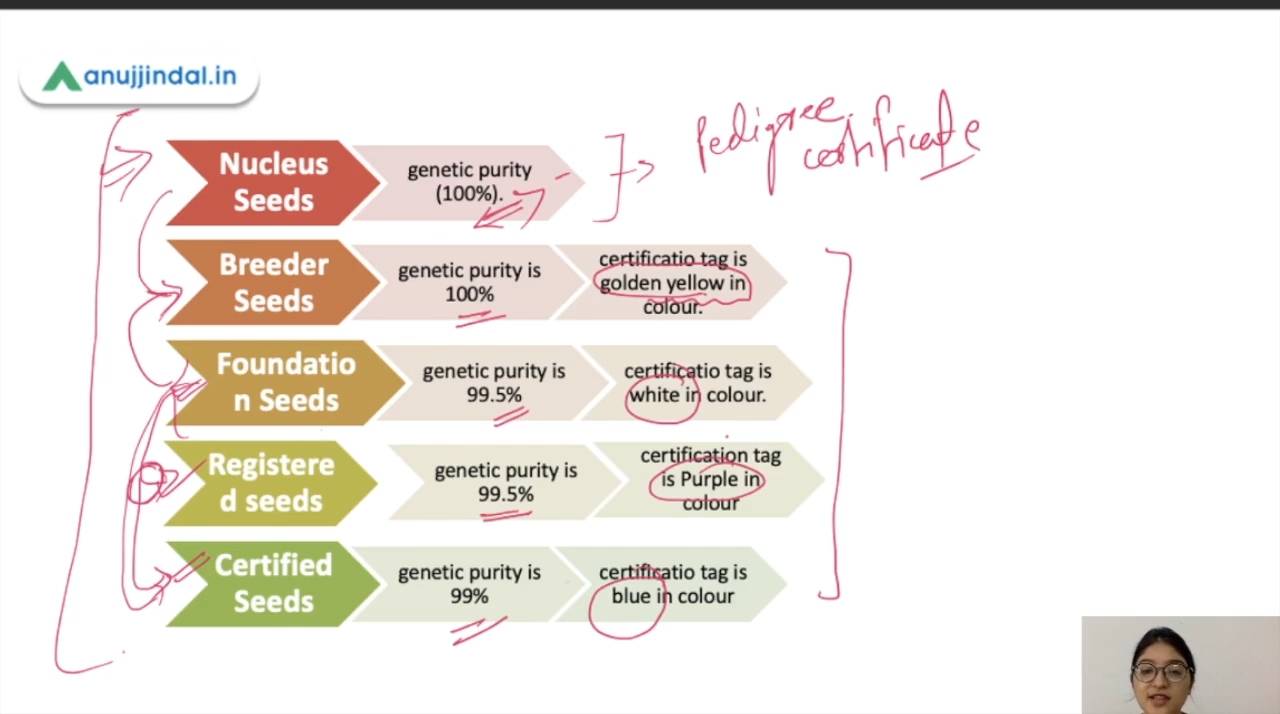 anujjindal.in
Pedigree
certificate
Nucleus
Seeds
genetic purity
(100%).
Breeder
Seeds
genetic purity is
100%
certificatio tag is
golden yellow in
colour.
Foundatio
n Seeds
genetic purity is
99.5%
certificatio tag is
white in colour.
Registere
d seeds
genetic purity is
99.5%
certification tag
is Purple in
colour
Certified
Seeds
genetic purity is
99%
certificatio tag is
blue in colour